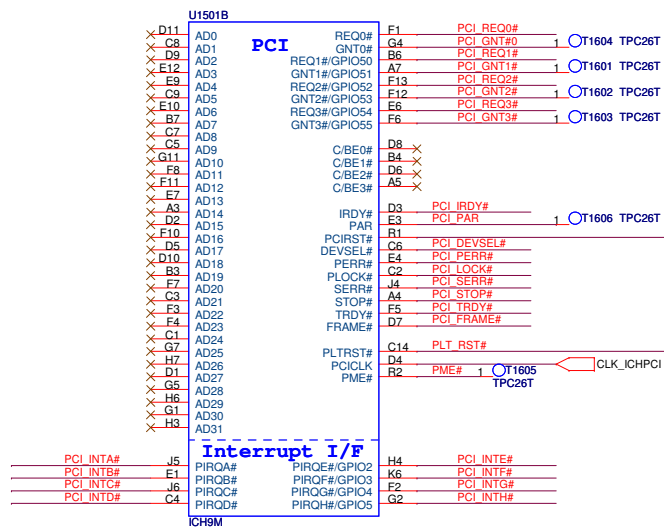 U1501B
PCI
D11 AD0 REQ0# F1 PCI_REQ0#
C8 AD1 GNT0# G4 PCI_GNT#0 1 T1604 TPC26T
D9 AD2 REQ1#/GPIO50 B6 PCI_REQ1#
E12 AD3 GNT1#/GPIO51 A7 PCI_GNT1# 1 T1601 TPC26T
E9 AD4 REQ2#/GPIO52 F13 PCI_REQ2#
C9 AD5 GNT2#/GPIO53 F12 PCI_GNT2# 1 T1602 TPC26T
E10 AD6 REQ3#/GPIO54 E6 PCI_REQ3#
B7 AD7 GNT3#/GPIO55 F6 PCI_GNT3# 1 T1603 TPC26T
C7 AD8
C5 AD9 C/BE0# D8
G11 AD10 C/BE1# B4
F8 AD11 C/BE2# D6
F11 AD12 C/BE3# A5
E7 AD13
A3 AD14 IRDY# D3 PCI_IRDY#
D2 AD15 PAR E3 PCI_PAR 1 T1606 TPC26T
F10 AD16 PCIRST# R1
D5 AD17 DEVSEL# C6 PCI_DEVSEL#
D10 AD18 PERR# E4 PCI_PERR#
B3 AD19 PLOCK# C2 PCI_LOCK#
F7 AD20 SERR# J4 PCI_SERR#
C3 AD21 STOP# A4 PCI_STOP#
F3 AD22 TRDY# F5 PCI_TRDY#
F4 AD23 FRAME# D7 PCI_FRAME#
C1 AD24
G7 AD25 PLTRST# C14 PLT_RST#
H7 AD26 PCICLK D4 CLK_ICHPCI
D1 AD27 PME# R2 PME# 1 T1605
TPC26T
G5 AD28
H6 AD29
G1 AD30
H3 AD31
Interrupt I/F
PCI_INTA# J5 PIRQA# PIRQE#/GPIO2 H4 PCI_INTE#
PCI_INTB# E1 PIRQB# PIRQF#/GPIO3 K6 PCI_INTF#
PCI_INTC# J6 PIRQC# PIRQG#/GPIO4 F2 PCI_INTG#
PCI_INTD# C4 PIRQD# PIRQH#/GPIO5 G2 PCI_INTH#
ICH9M